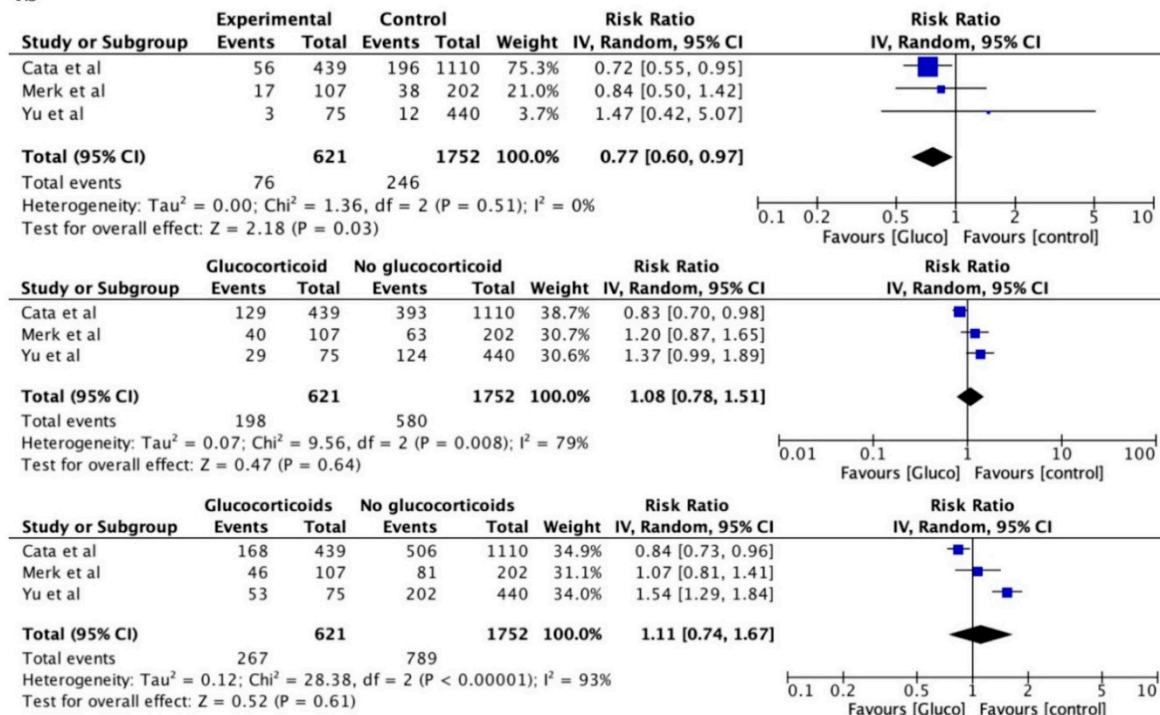 Experimental Control Risk Ratio Risk Ratio
Study or Subgroup Events Total Events Total Weight IV, Random, 95% CI IV, Random, 95% CI
Cata et al 56 439 196 1110 75.3% 0.72 [0.55, 0.95]
Merk et al 17 107 38 202 21.0% 0.84 [0.50, 1.42]
Yu et al 3 75 12 440 3.7% 1.47 [0.42, 5.07]
Total (95% CI) 621 1752 100.0% 0.77 [0.60, 0.97]
Total events 76 246
Heterogeneity: Tau² = 0.00; Chi² = 1.36, df = 2 (P = 0.51); I² = 0%
Test for overall effect: Z = 2.18 (P = 0.03)
0.1 0.2 0.5 1 2 5 10
Favours [Gluco] Favours [control]
Glucocorticoid No glucocorticoid Risk Ratio Risk Ratio
Study or Subgroup Events Total Events Total Weight IV, Random, 95% CI IV, Random, 95% CI
Cata et al 129 439 393 1110 38.7% 0.83 [0.70, 0.98]
Merk et al 40 107 63 202 30.7% 1.20 [0.87, 1.65]
Yu et al 29 75 124 440 30.6% 1.37 [0.99, 1.89]
Total (95% CI) 621 1752 100.0% 1.08 [0.78, 1.51]
Total events 198 580
Heterogeneity: Tau² = 0.07; Chi² = 9.56, df = 2 (P = 0.008); I² = 79%
Test for overall effect: Z = 0.47 (P = 0.64)
0.01 0.1 1 10 100
Favours [Gluco] Favours [control]
Glucocorticoids No glucocorticoids Risk Ratio Risk Ratio
Study or Subgroup Events Total Events Total Weight IV, Random, 95% CI IV, Random, 95% CI
Cata et al 168 439 506 1110 34.9% 0.84 [0.73, 0.96]
Merk et al 46 107 81 202 31.1% 1.07 [0.81, 1.41]
Yu et al 53 75 202 440 34.0% 1.54 [1.29, 1.84]
Total (95% CI) 621 1752 100.0% 1.11 [0.74, 1.67]
Total events 267 789
Heterogeneity: Tau² = 0.12; Chi² = 28.38, df = 2 (P < 0.00001); I² = 93%
Test for overall effect: Z = 0.52 (P = 0.61)
0.1 0.2 0.5 1 2 5 10
Favours [Gluco] Favours [control]